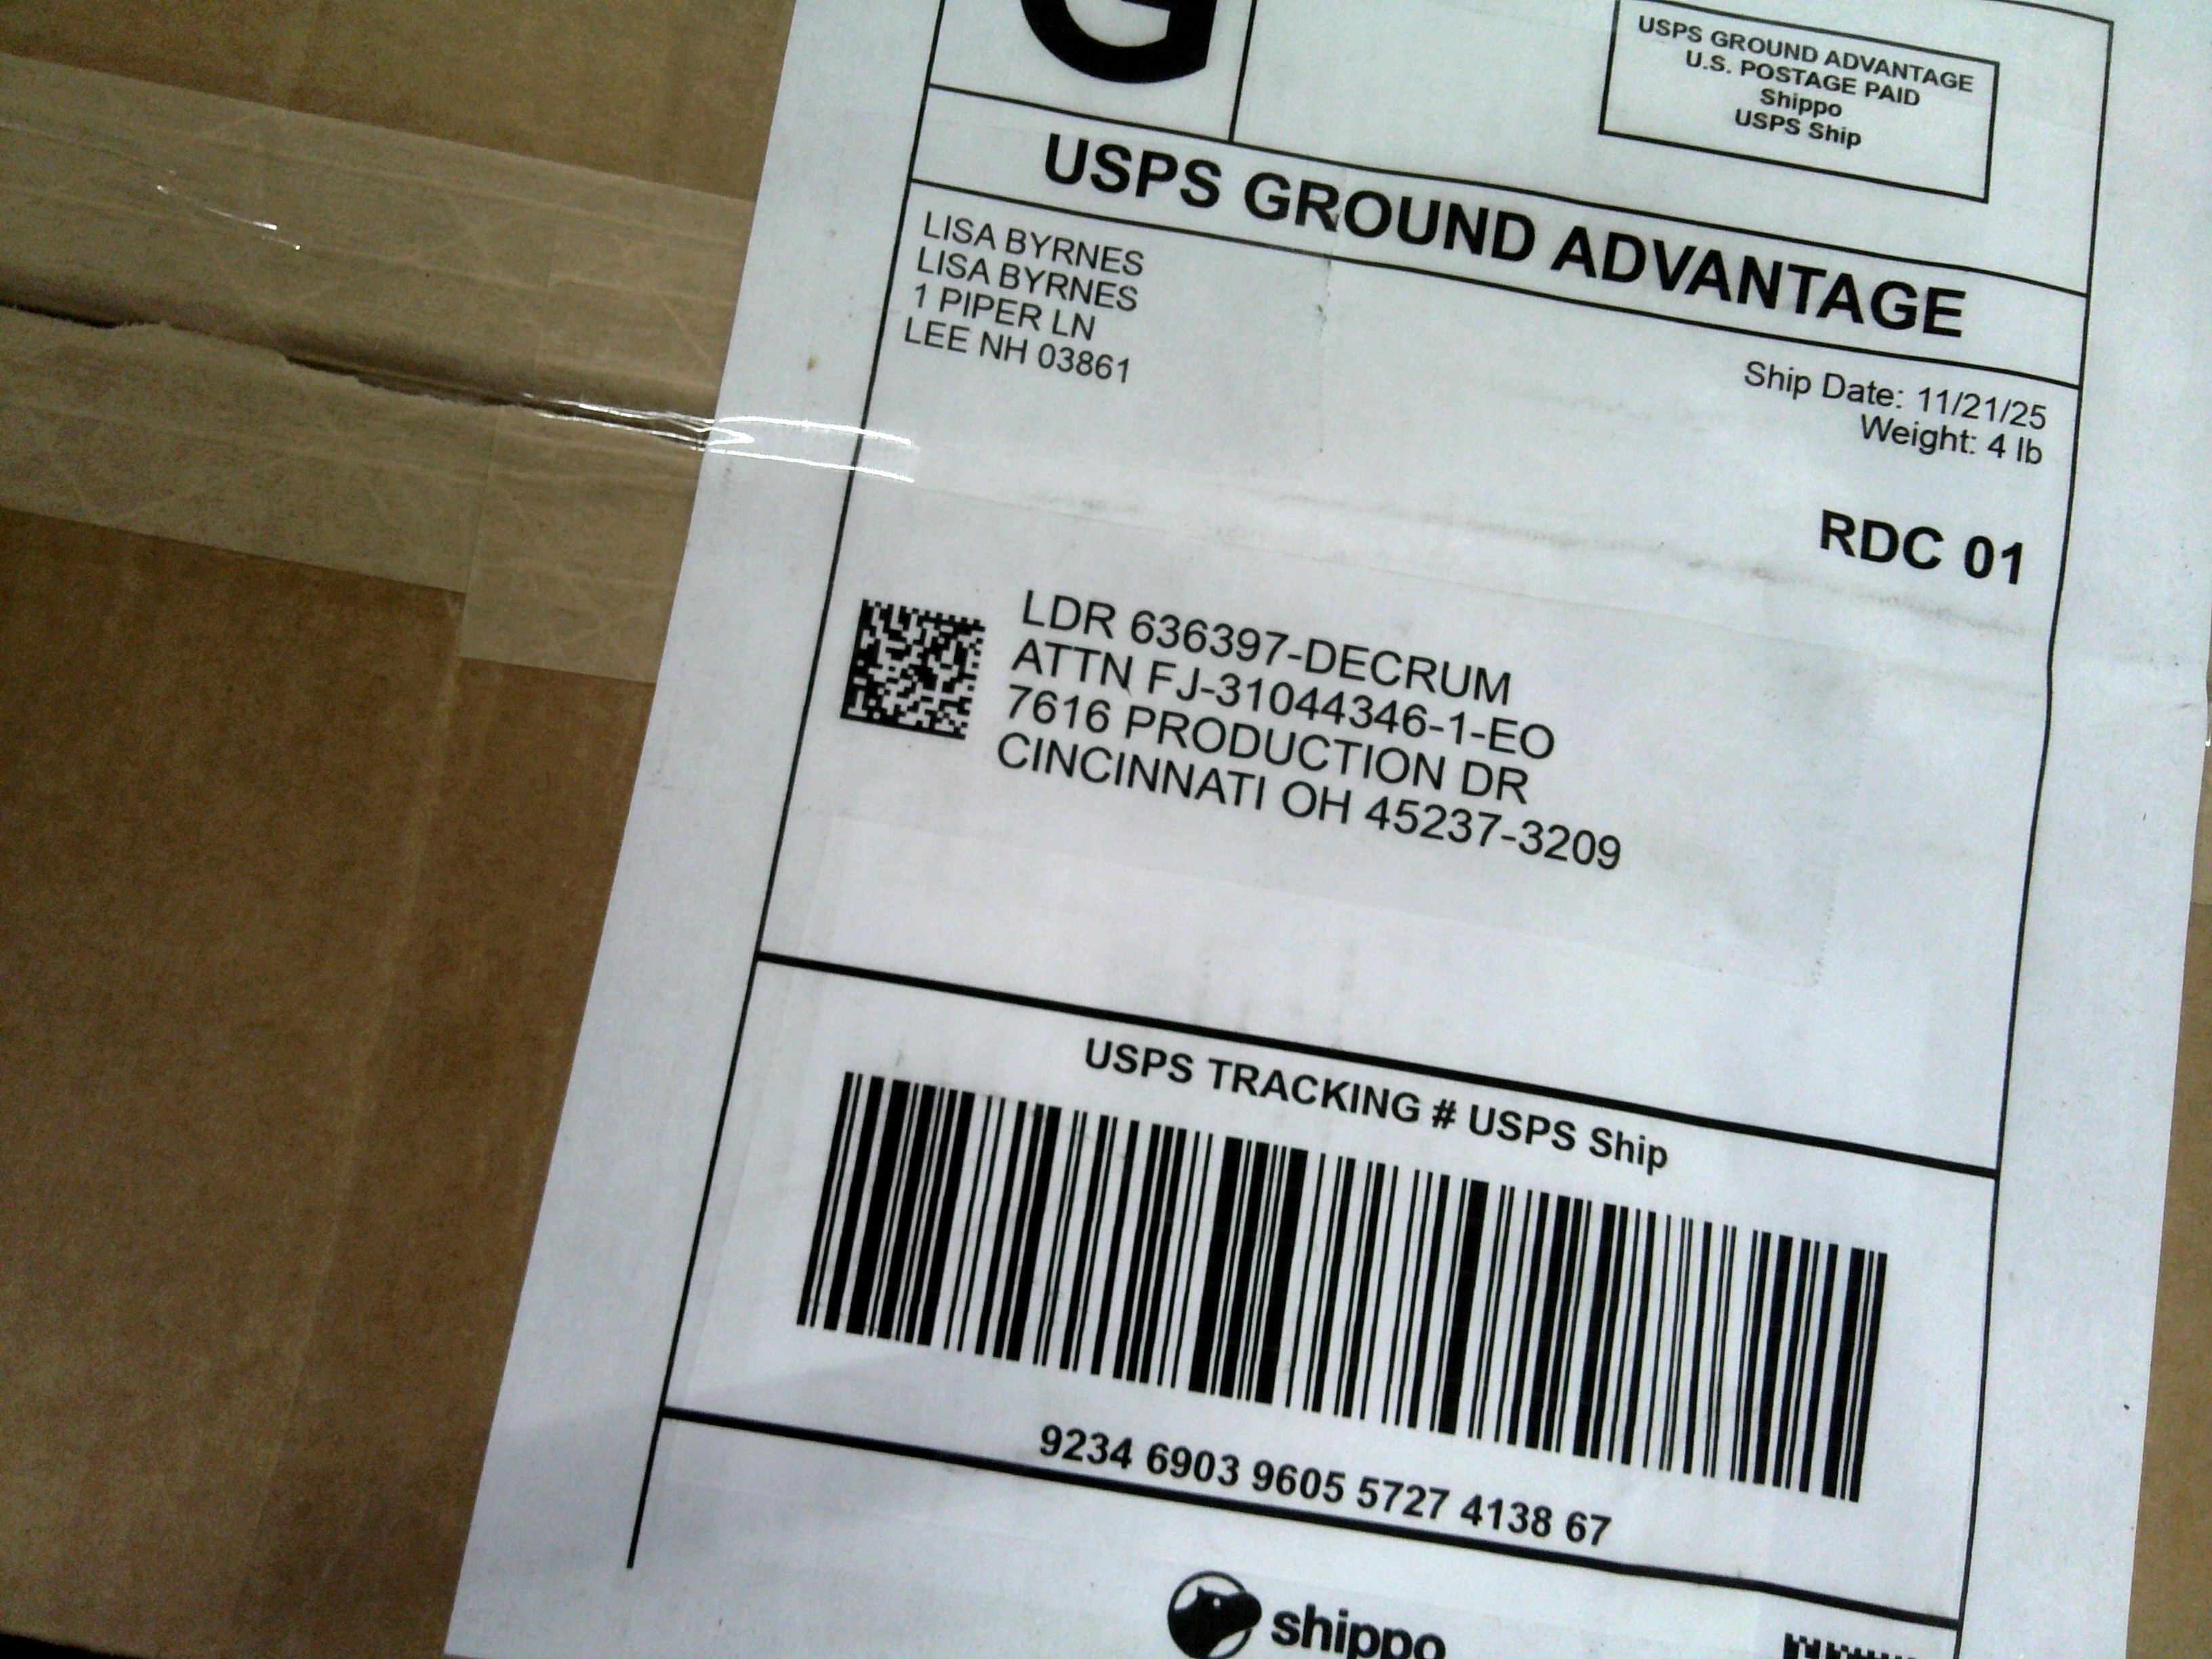 G
USPS GROUND ADVANTAGE
U.S. POSTAGE PAID
Shippo
USPS Ship
USPS GROUND ADVANTAGE
LISA BYRNES
LISA BYRNES
1 PIPER LN
LEE NH 03861
Ship Date: 11/21/25
Weight: 4 lb
RDC 01
LDR 636397-DECRUM
ATTN FJ-31044346-1-EO
7616 PRODUCTION DR
CINCINNATI OH 45237-3209
USPS TRACKING # USPS Ship
9234 6903 9605 5727 4138 67
shippo